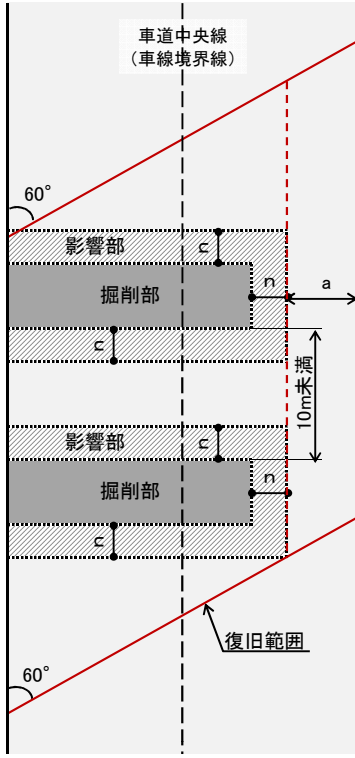 車道中央線
（車線境界線）
60°
影響部
n
掘削部
n
a
n
10m未満
影響部
n
掘削部
n
n
復旧範囲
60°